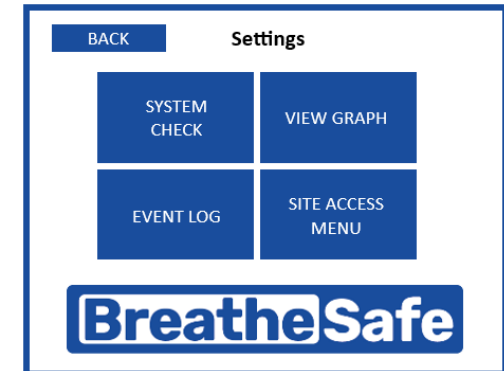 BACK
Settings
SYSTEM
CHECK
VIEW GRAPH
EVENT LOG
SITE ACCESS
MENU
BreatheSafe